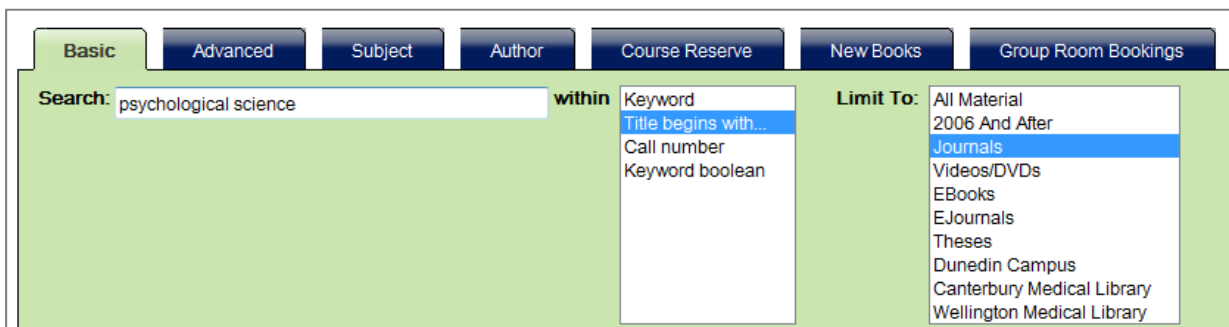 Basic Advanced Subject Author Course Reserve New Books Group Room Bookings
Search: psychological science within Keyword Limit To: All Material
Title begins with... 2006 And After
Call number Journals
Keyword boolean Videos/DVDs
EBooks
EJournals
Theses
Dunedin Campus
Canterbury Medical Library
Wellington Medical Library